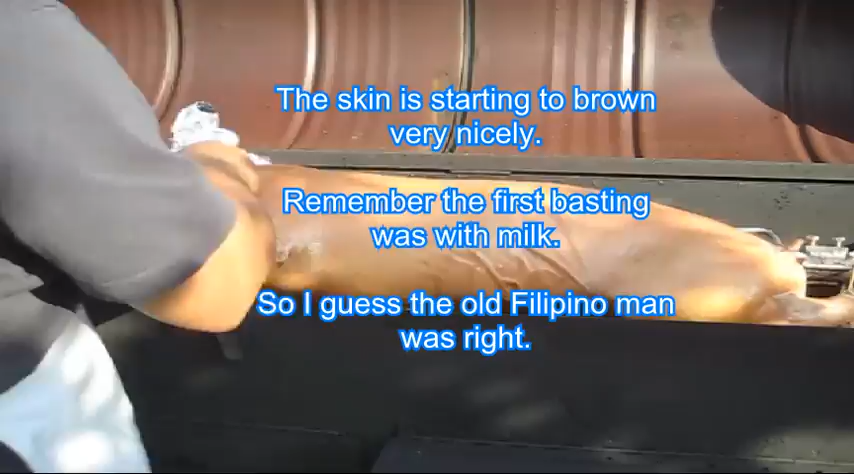 The skin is starting to brown
very nicely.
Remember the first basting
was with milk.
So I guess the old Filipino man
was right.